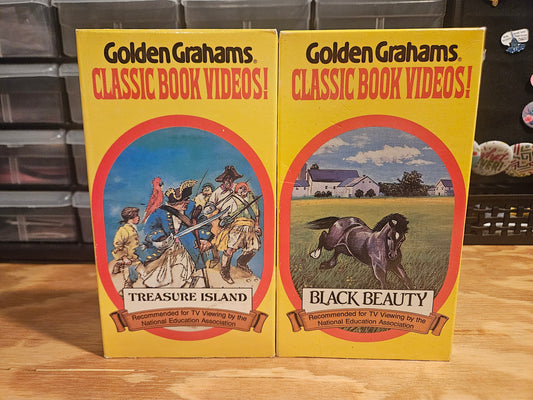 Golden Grahams®
CLASSIC BOOK VIDEOS!
TREASURE ISLAND
Recommended for TV Viewing by the
National Education Association
Golden Grahams®
CLASSIC BOOK VIDEOS!
BLACK BEAUTY
Recommended for TV Viewing by the
National Education Association